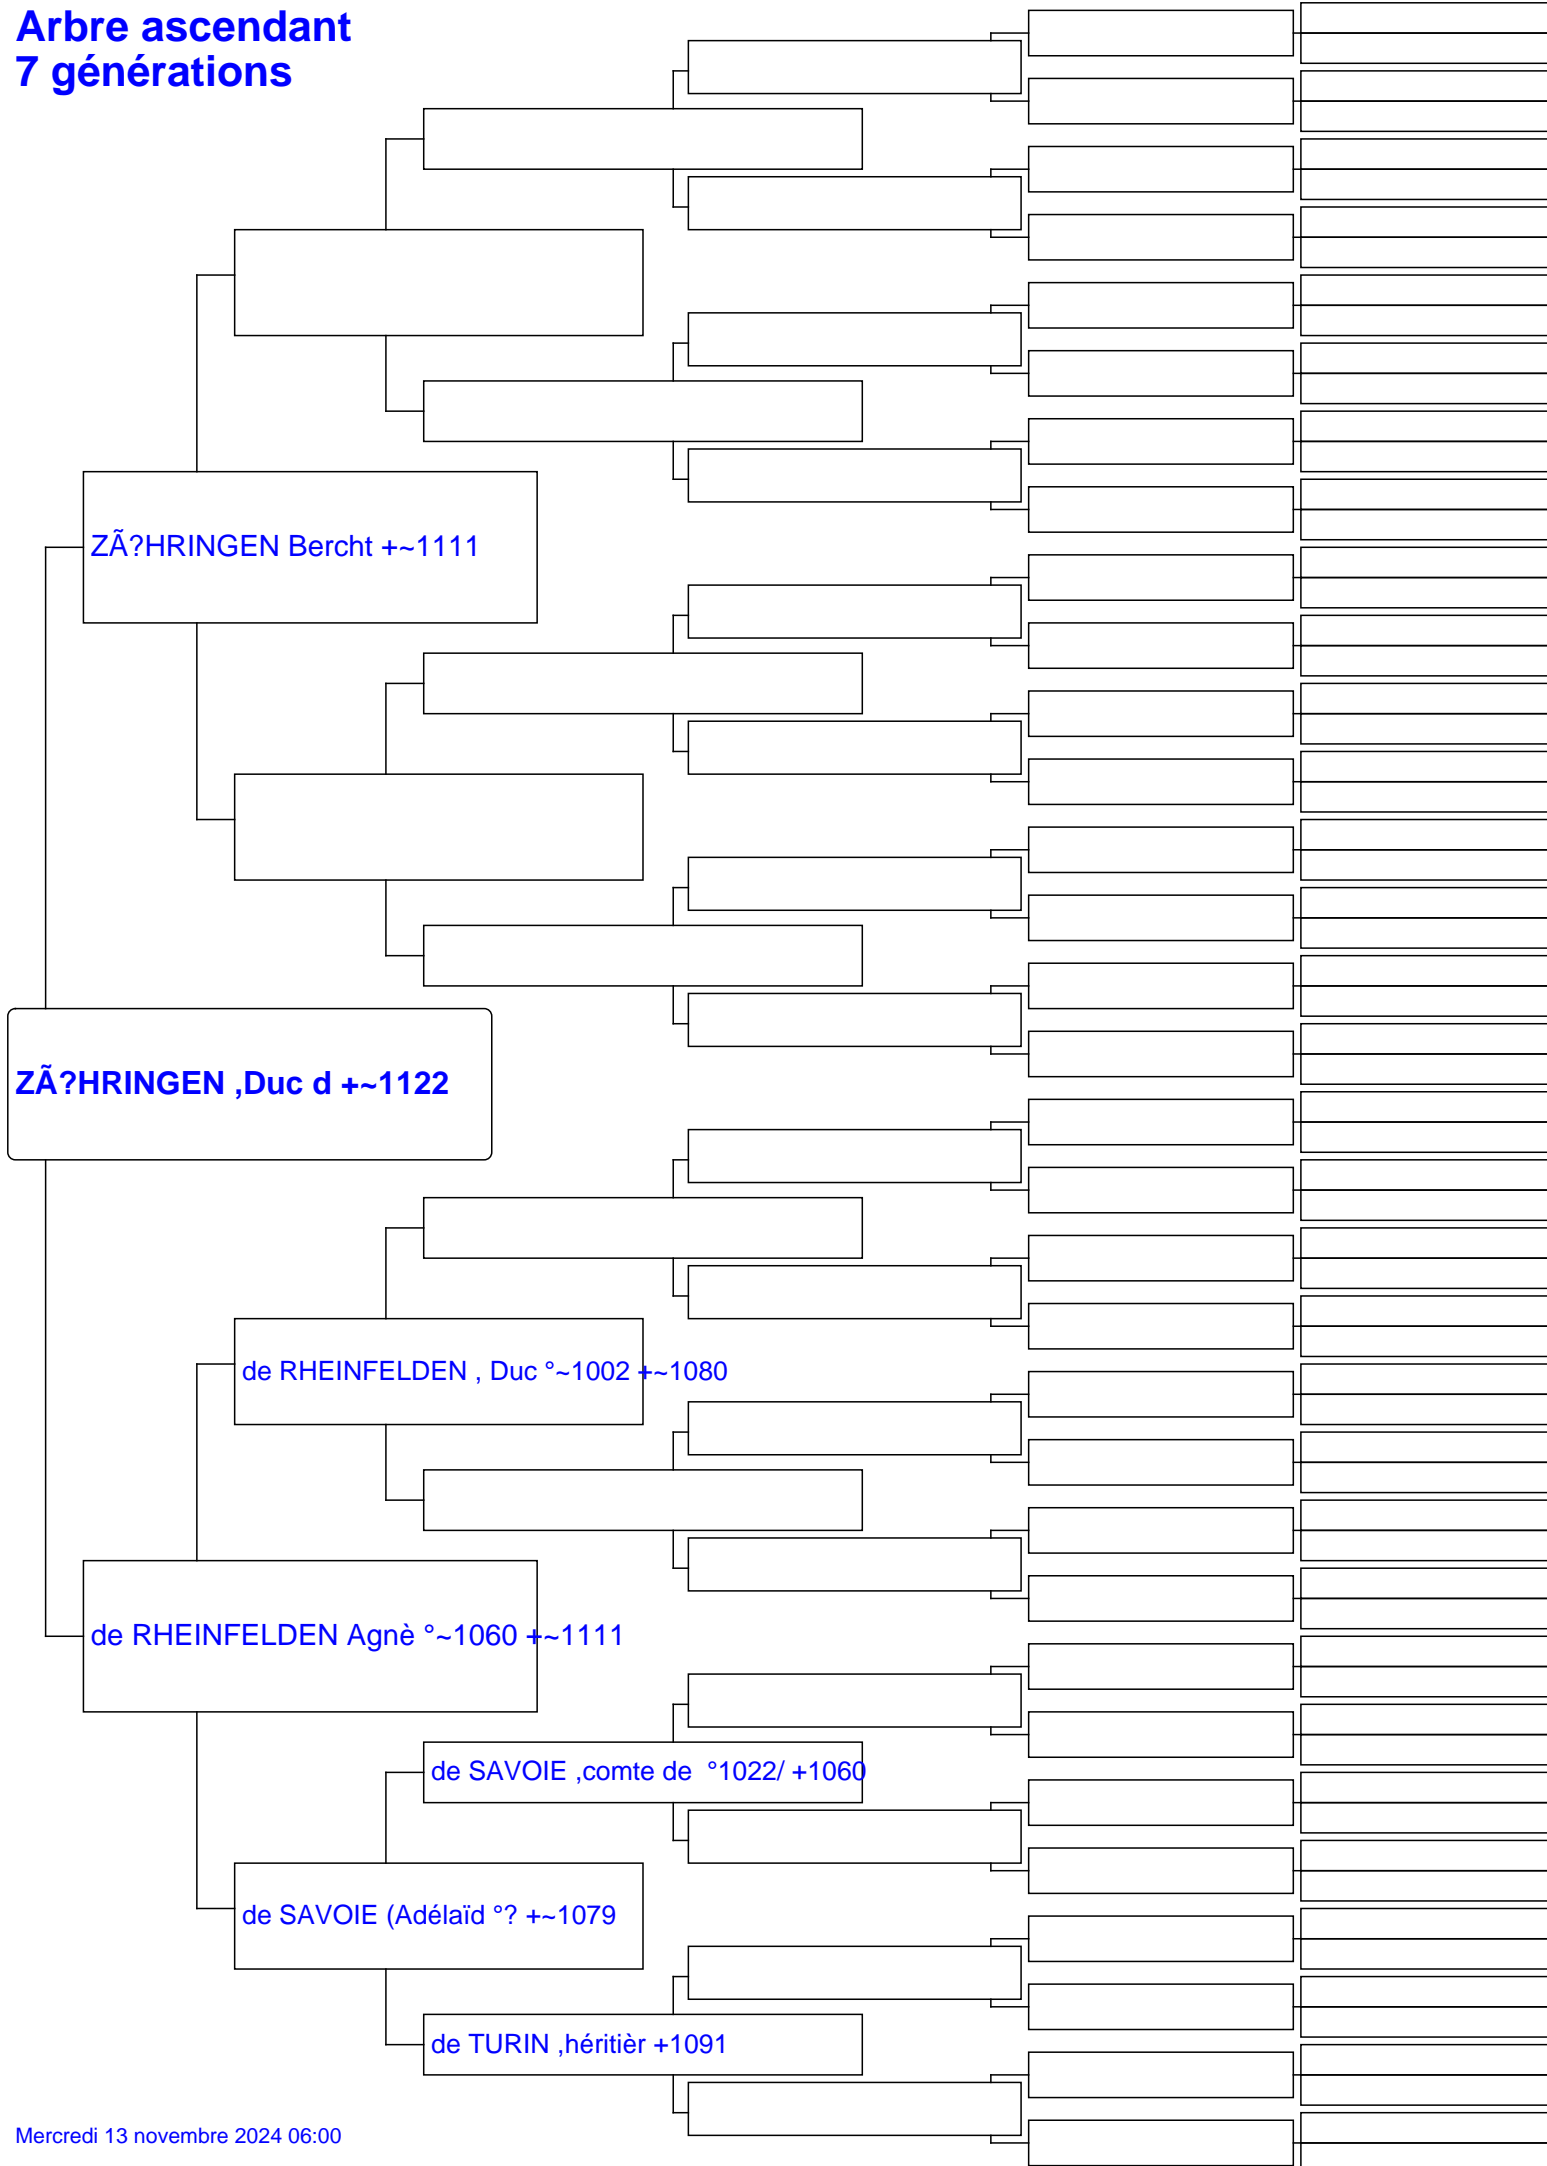 Arbre ascendant
7 générations
ZÃ?HRINGEN Bercht +~1111
ZÃ?HRINGEN ,Duc d +~1122
de RHEINFELDEN , Duc °~1002 +~1080
de RHEINFELDEN Agnè °~1060 +~1111
de SAVOIE ,comte de  °1022/ +1060
de SAVOIE (Adélaïd °? +~1079
de TURIN ,héritièr +1091
Mercredi 13 novembre 2024 06:00